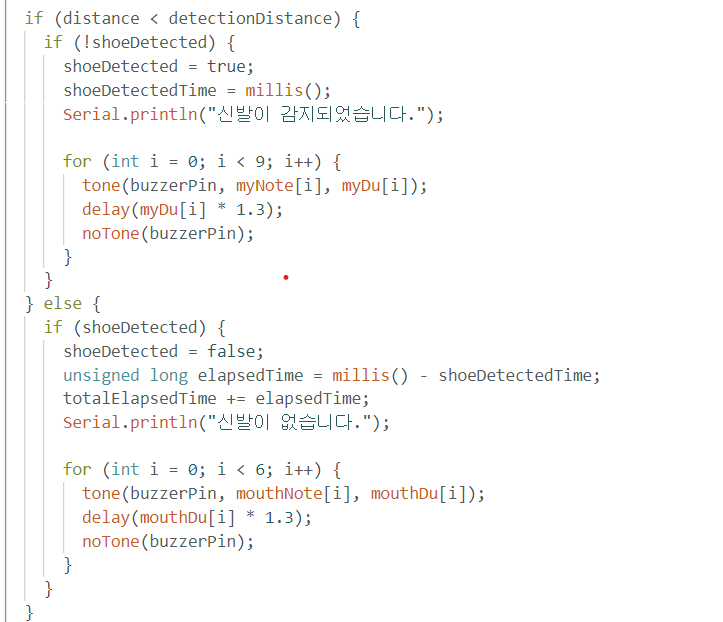 if (distance < detectionDistance) {
if (!shoeDetected) {
shoeDetected = true;
shoeDetectedTime = millis();
Serial.println("신발이 감지되었습니다.");
for (int i = 0; i < 9; i++) {
tone(buzzerPin, myNote[i], myDu[i]);
delay(myDu[i] * 1.3);
noTone(buzzerPin);
}
}
} else {
if (shoeDetected) {
shoeDetected = false;
unsigned long elapsedTime = millis() - shoeDetectedTime;
totalElapsedTime += elapsedTime;
Serial.println("신발이 없습니다.");
for (int i = 0; i < 6; i++) {
tone(buzzerPin, mouthNote[i], mouthDu[i]);
delay(mouthDu[i] * 1.3);
noTone(buzzerPin);
}
}
}